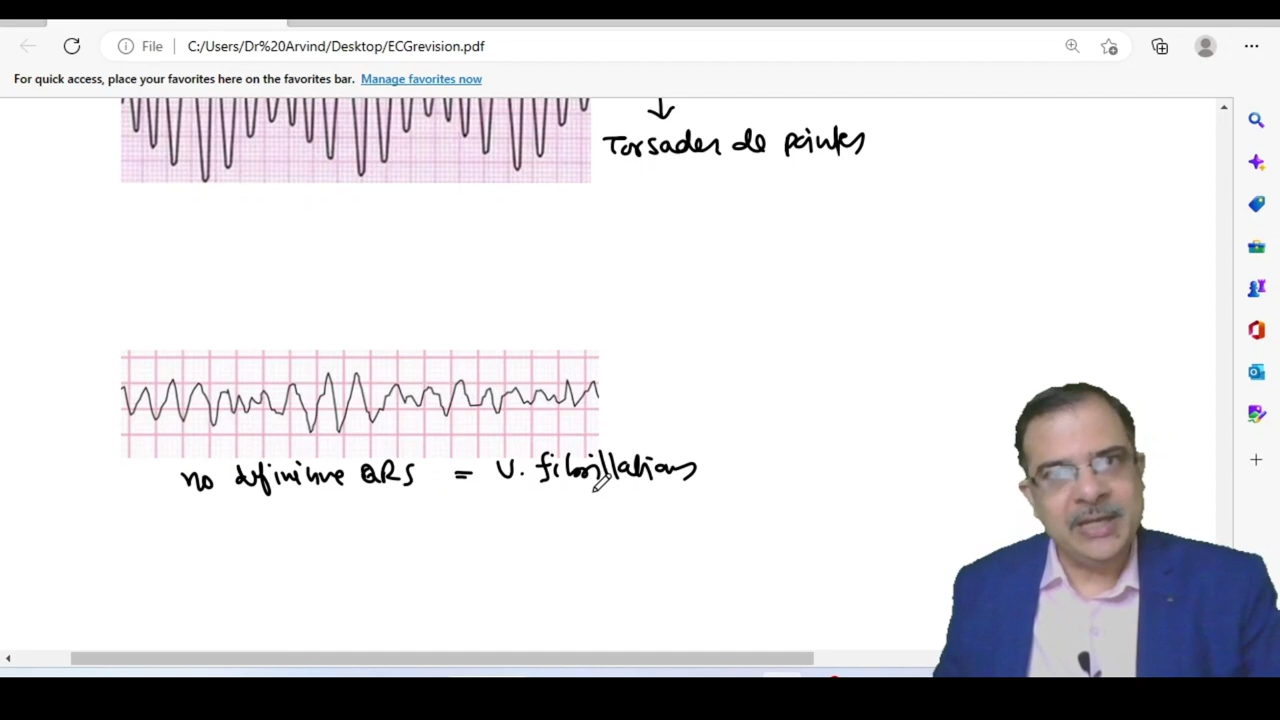 File
C:/Users/Dr%20Arvind/Desktop/ECGrevision.pdf
For quick access, place your favorites here on the favorites bar. Manage favorites now
Torsades de pointes
no definitive QRS = V. fibrillations